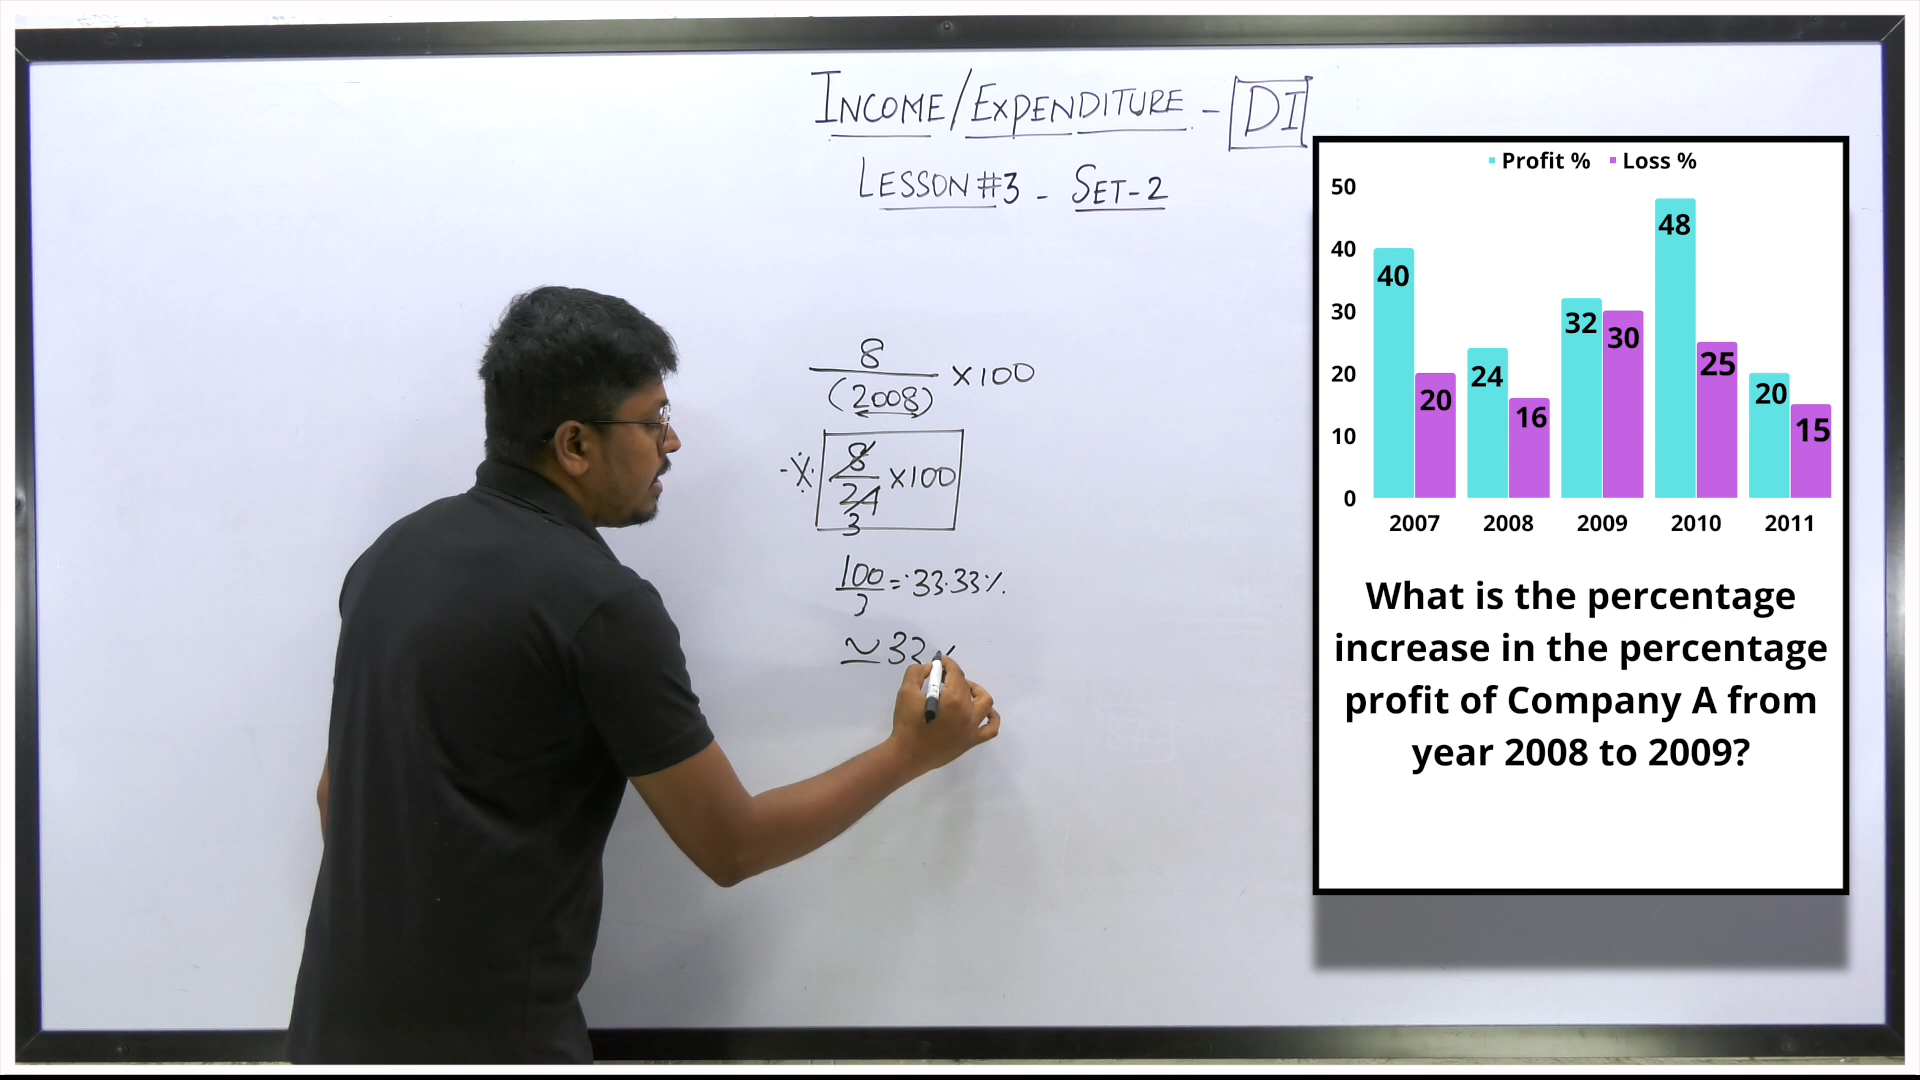 INCOME/EXPENDITURE - DI
LESSON #3 - SET-2
8
(2008) ×100
8
24 ×100
3
100
3 = 33.33%
≃ 33%
Profit % Loss %
50
40
30
20
10
0
40
20
24
16
32
30
48
25
20
15
2007 2008 2009 2010 2011
What is the percentage
increase in the percentage
profit of Company A from
year 2008 to 2009?